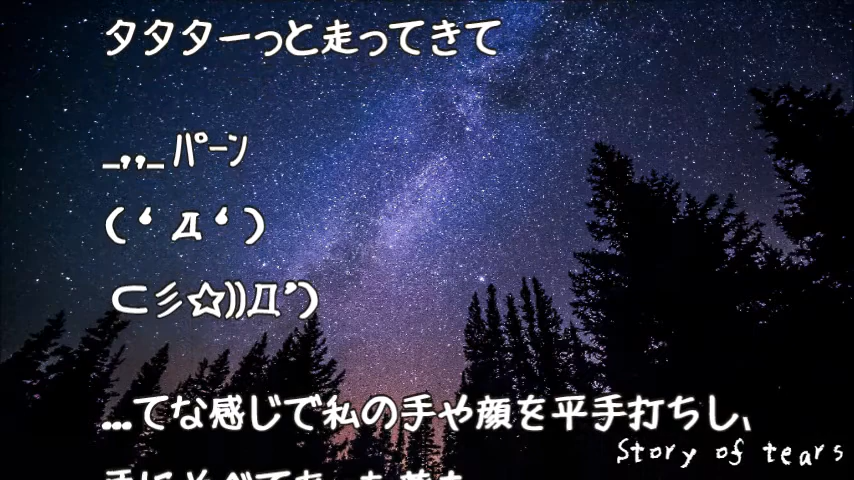 タタターっと走ってきて
_,,_ ﾊﾟｰﾝ
( ‘ д ‘ )
⊂彡☆))Д’)
…てな感じで私の手や顔を平手打ちし、
Story of tears